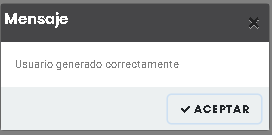 Mensaje
Usuario generado correctamente
ACEPTAR